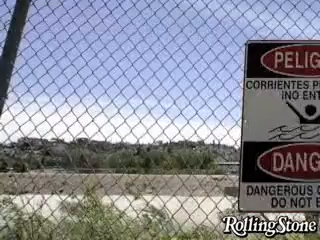 PELIG
CORRIENTES P
¡NO ENT
DANG
DANGEROUS C
DO NOT E
RollingStone